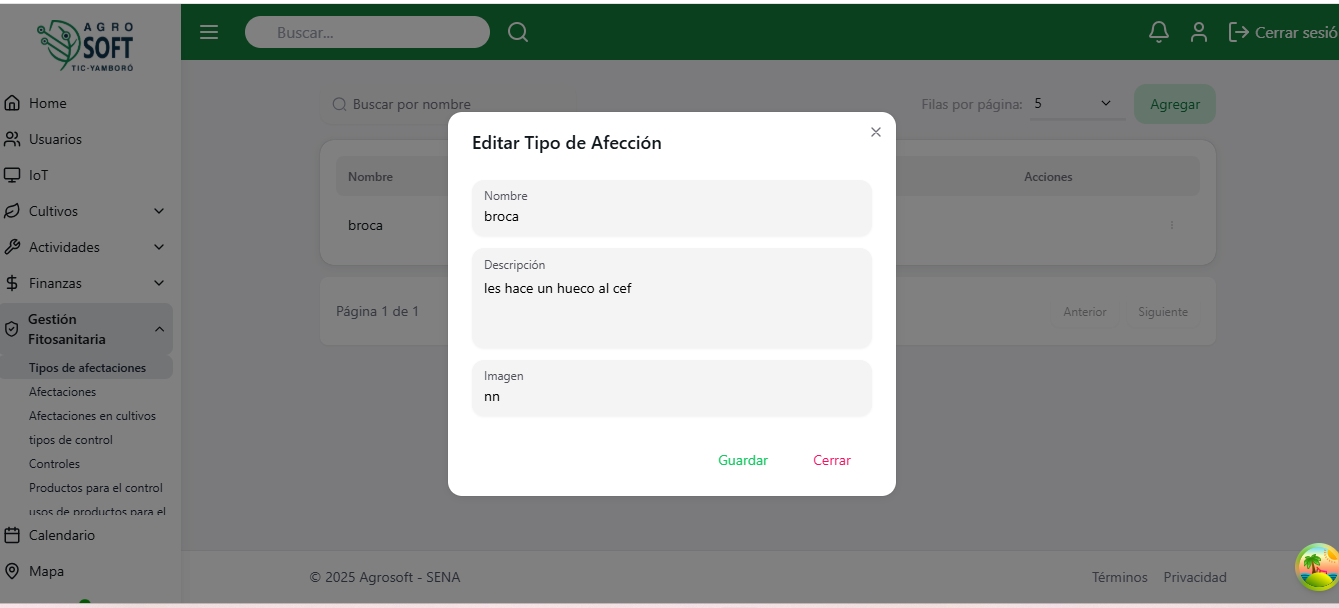 AGRO
SOFT
TIC-YAMBORÓ
Buscar...
Cerrar sesió
Home
Usuarios
IoT
Cultivos
Actividades
Finanzas
Gestión
Fitosanitaria
Tipos de afectaciones
Afectaciones
Afectaciones en cultivos
tipos de control
Controles
Productos para el control
usos de productos para el
Calendario
Mapa
Buscar por nombre
Filas por página: 5
Agregar
Nombre
Acciones
broca
Página 1 de 1
Anterior
Siguiente
Editar Tipo de Afección
Nombre
broca
Descripción
les hace un hueco al cef
Imagen
nn
Guardar
Cerrar
© 2025 Agrosoft - SENA
Términos
Privacidad